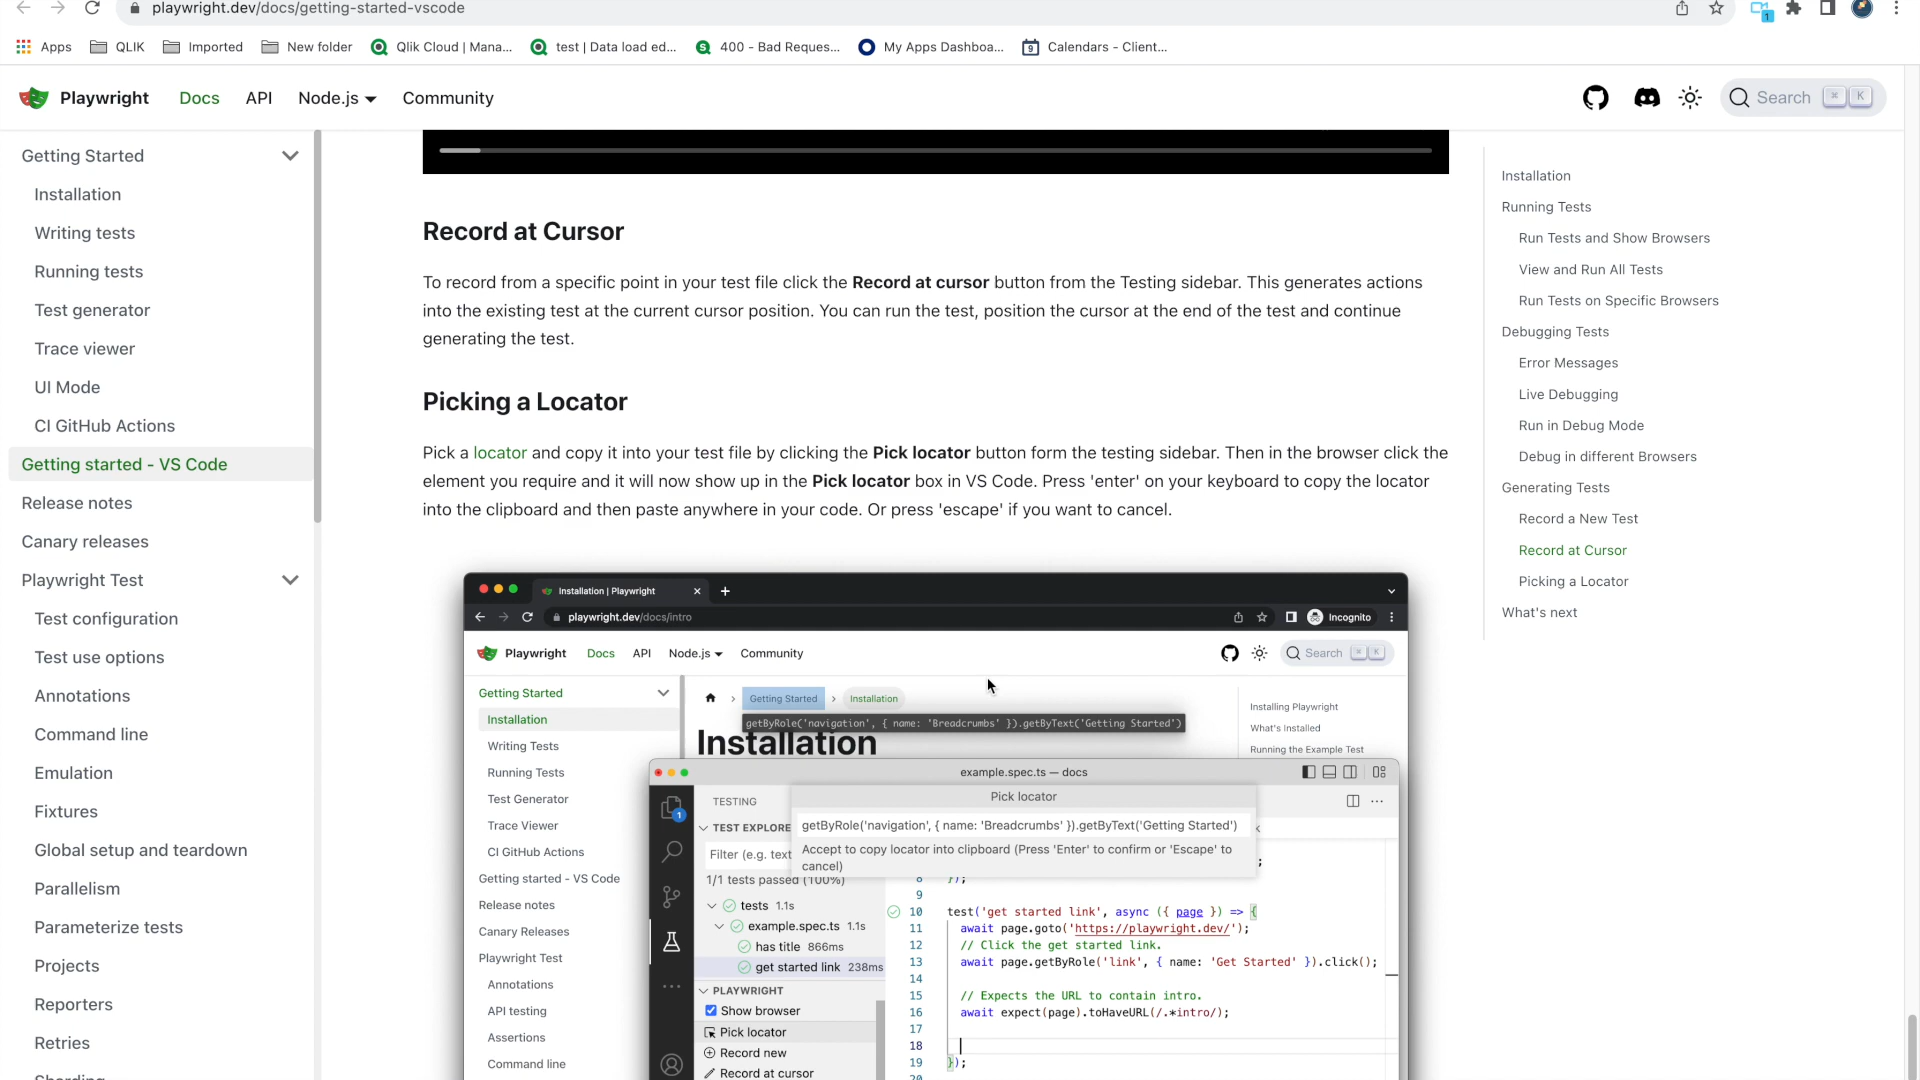 playwright.dev/docs/getting-started-vscode
1
Apps
QLIK
Imported
New folder
Qlik Cloud | Mana...
test | Data load ed...
400 - Bad Reques...
My Apps Dashboa...
Calendars - Client...
Playwright
Docs
API
Node.js
Community
Search
⌘ K
Getting Started
Installation
Writing tests
Running tests
Test generator
Trace viewer
UI Mode
CI GitHub Actions
Getting started - VS Code
Release notes
Canary releases
Playwright Test
Test configuration
Test use options
Annotations
Command line
Emulation
Fixtures
Global setup and teardown
Parallelism
Parameterize tests
Projects
Reporters
Retries
Sharding
Record at Cursor
To record from a specific point in your test file click the Record at cursor button from the Testing sidebar. This generates actions
into the existing test at the current cursor position. You can run the test, position the cursor at the end of the test and continue
generating the test.
Picking a Locator
Pick a locator and copy it into your test file by clicking the Pick locator button form the testing sidebar. Then in the browser click the
element you require and it will now show up in the Pick locator box in VS Code. Press 'enter' on your keyboard to copy the locator
into the clipboard and then paste anywhere in your code. Or press 'escape' if you want to cancel.
Installation | Playwright
playwright.dev/docs/intro
Incognito
Playwright
Docs
API
Node.js
Community
Search
⌘ K
Getting Started
Installation
Writing Tests
Running Tests
Test Generator
Trace Viewer
CI GitHub Actions
Getting started - VS Code
Release notes
Canary Releases
Playwright Test
Annotations
API testing
Assertions
Command line
Getting Started
Installation
getByRole('navigation', { name: 'Breadcrumbs' }).getByText('Getting Started')
Installation
Installing Playwright
What's Installed
Running the Example Test
example.spec.ts — docs
1
TESTING
Pick locator
TEST EXPLORE
getByRole('navigation', { name: 'Breadcrumbs' }).getByText('Getting Started')
Filter (e.g. text
Accept to copy locator into clipboard (Press 'Enter' to confirm or 'Escape' to
cancel)
1/1 tests passed (100%)
tests 1.1s
example.spec.ts 1.1s
has title 866ms
get started link 238ms
PLAYWRIGHT
Show browser
Pick locator
Record new
Record at cursor
8 });
9
10 test('get started link', async ({ page }) => {
11 await page.goto('https://playwright.dev/');
12 // Click the get started link.
13 await page.getByRole('link', { name: 'Get Started' }).click();
14
15 // Expects the URL to contain intro.
16 await expect(page).toHaveURL(/.*intro/);
17
18
19 });
20
Installation
Running Tests
Run Tests and Show Browsers
View and Run All Tests
Run Tests on Specific Browsers
Debugging Tests
Error Messages
Live Debugging
Run in Debug Mode
Debug in different Browsers
Generating Tests
Record a New Test
Record at Cursor
Picking a Locator
What's next